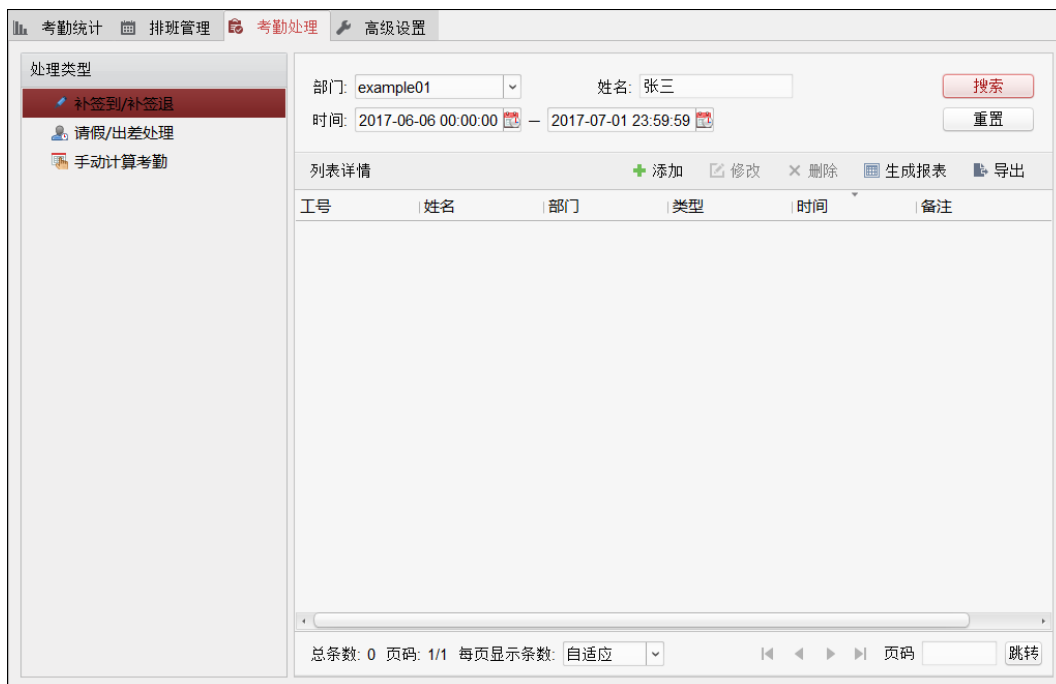 考勤统计 排班管理 考勤处理 高级设置
处理类型
补签到/补签退
请假/出差处理
手动计算考勤
部门: example01 姓名: 张三 搜索
时间: 2017-06-06 00:00:00 – 2017-07-01 23:59:59 重置
列表详情 添加 修改 删除 生成报表 导出
工号 姓名 部门 类型 时间 备注
总条数: 0 页码: 1/1 每页显示条数: 自适应 页码 跳转